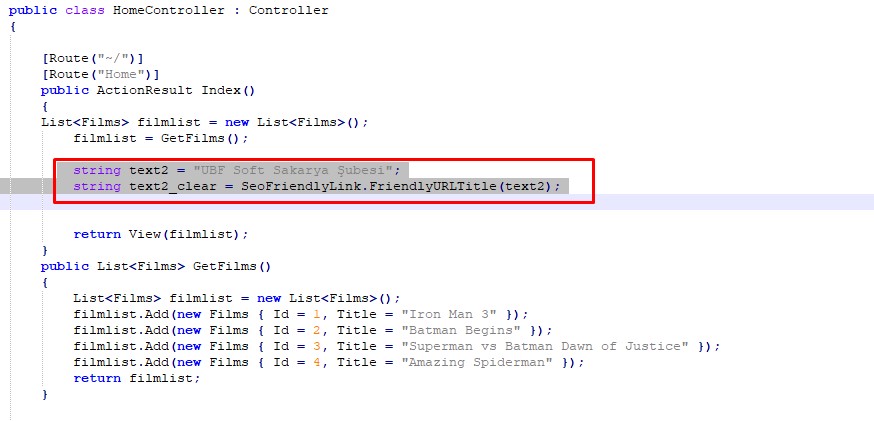 public class HomeController : Controller
{
[Route("~/")]
[Route("Home")]
public ActionResult Index()
{
List<Films> filmlist = new List<Films>();
filmlist = GetFilms();
string text2 = "UBF Soft Sakarya Şubesi";
string text2_clear = SeoFriendlyLink.FriendlyURLTitle(text2);
return View(filmlist);
}
public List<Films> GetFilms()
{
List<Films> filmlist = new List<Films>();
filmlist.Add(new Films { Id = 1, Title = "Iron Man 3" });
filmlist.Add(new Films { Id = 2, Title = "Batman Begins" });
filmlist.Add(new Films { Id = 3, Title = "Superman vs Batman Dawn of Justice" });
filmlist.Add(new Films { Id = 4, Title = "Amazing Spiderman" });
return filmlist;
}